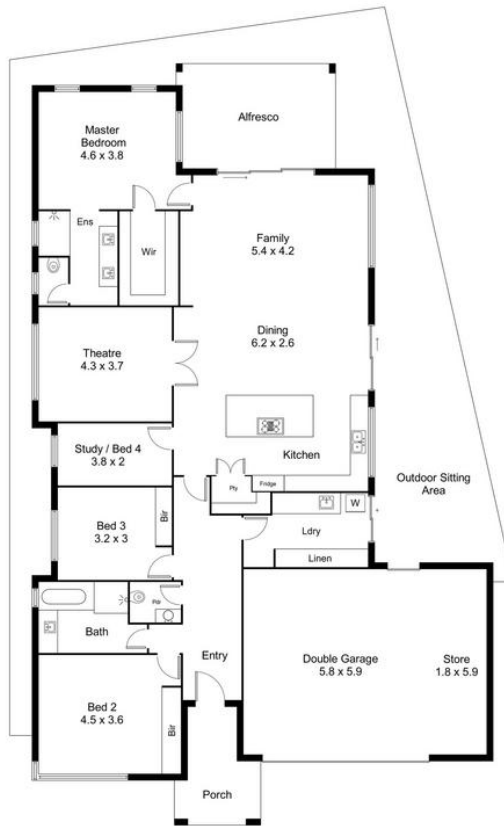 Alfresco
Master
Bedroom
4.6 x 3.8
Ens
Wir
Family
5.4 x 4.2
Dining
6.2 x 2.6
Theatre
4.3 x 3.7
Study / Bed 4
3.8 x 2
Kitchen
Pty
Fridge
Outdoor Sitting
Area
Bed 3
3.2 x 3
Bir
W
Ldry
Linen
Pdr
Bath
Entry
Double Garage
5.8 x 5.9
Store
1.8 x 5.9
Bed 2
4.5 x 3.6
Bir
Porch